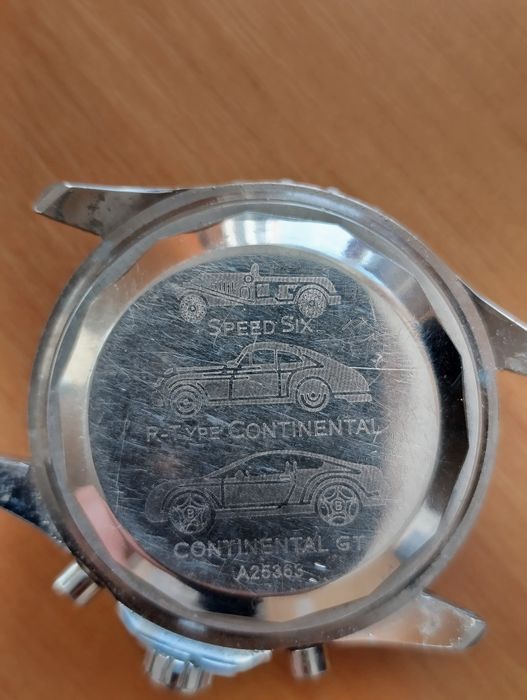 SPEED SIX
R-TYPE CONTINENTAL
B B
CONTINENTAL GT
A25363